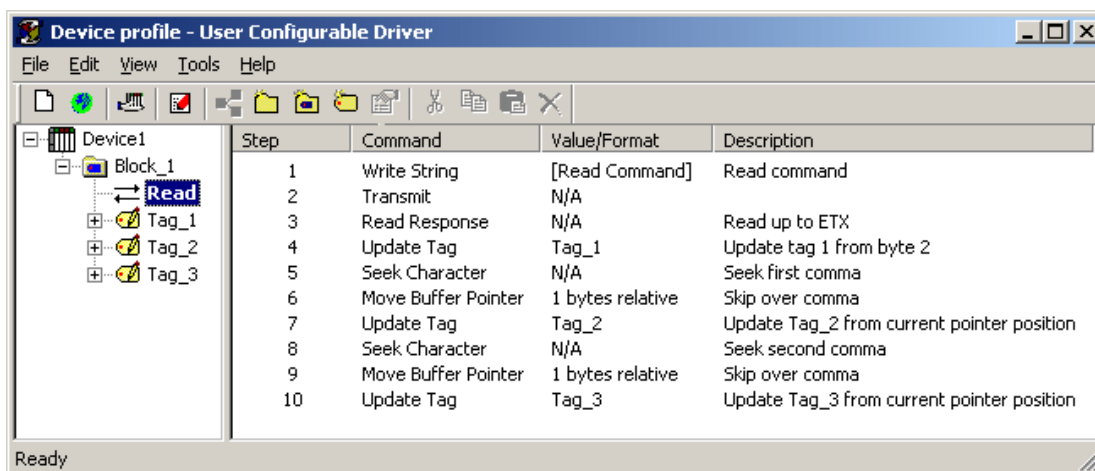 Device profile - User Configurable Driver
File Edit View Tools Help
Device1
Block_1
Read
Tag_1
Tag_2
Tag_3
Step Command Value/Format Description
1 Write String [Read Command] Read command
2 Transmit N/A
3 Read Response N/A Read up to ETX
4 Update Tag Tag_1 Update tag 1 from byte 2
5 Seek Character N/A Seek first comma
6 Move Buffer Pointer 1 bytes relative Skip over comma
7 Update Tag Tag_2 Update Tag_2 from current pointer position
8 Seek Character N/A Seek second comma
9 Move Buffer Pointer 1 bytes relative Skip over comma
10 Update Tag Tag_3 Update Tag_3 from current pointer position
Ready